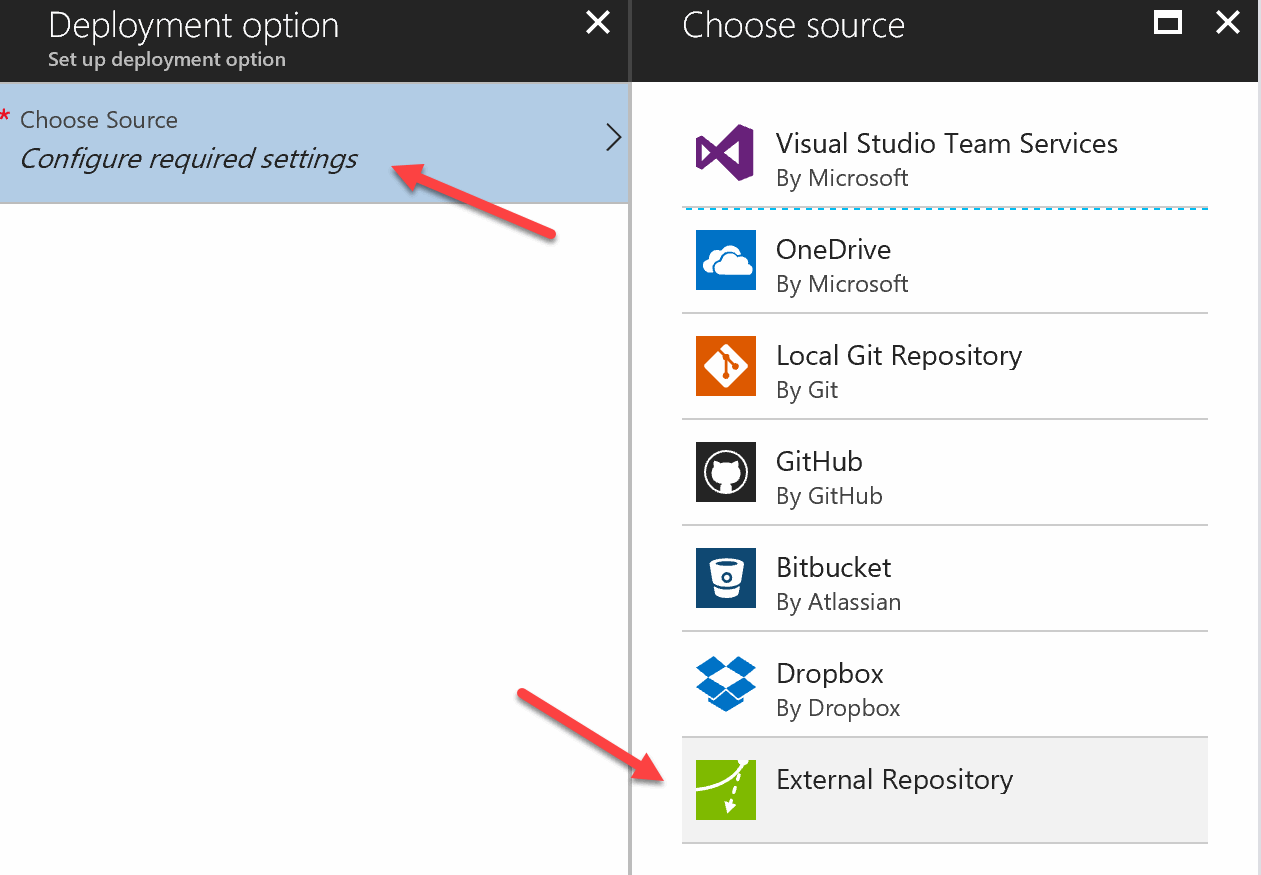 Deployment option
Set up deployment option
* Choose Source
Configure required settings
Choose source
Visual Studio Team Services
By Microsoft
OneDrive
By Microsoft
Local Git Repository
By Git
GitHub
By GitHub
Bitbucket
By Atlassian
Dropbox
By Dropbox
External Repository